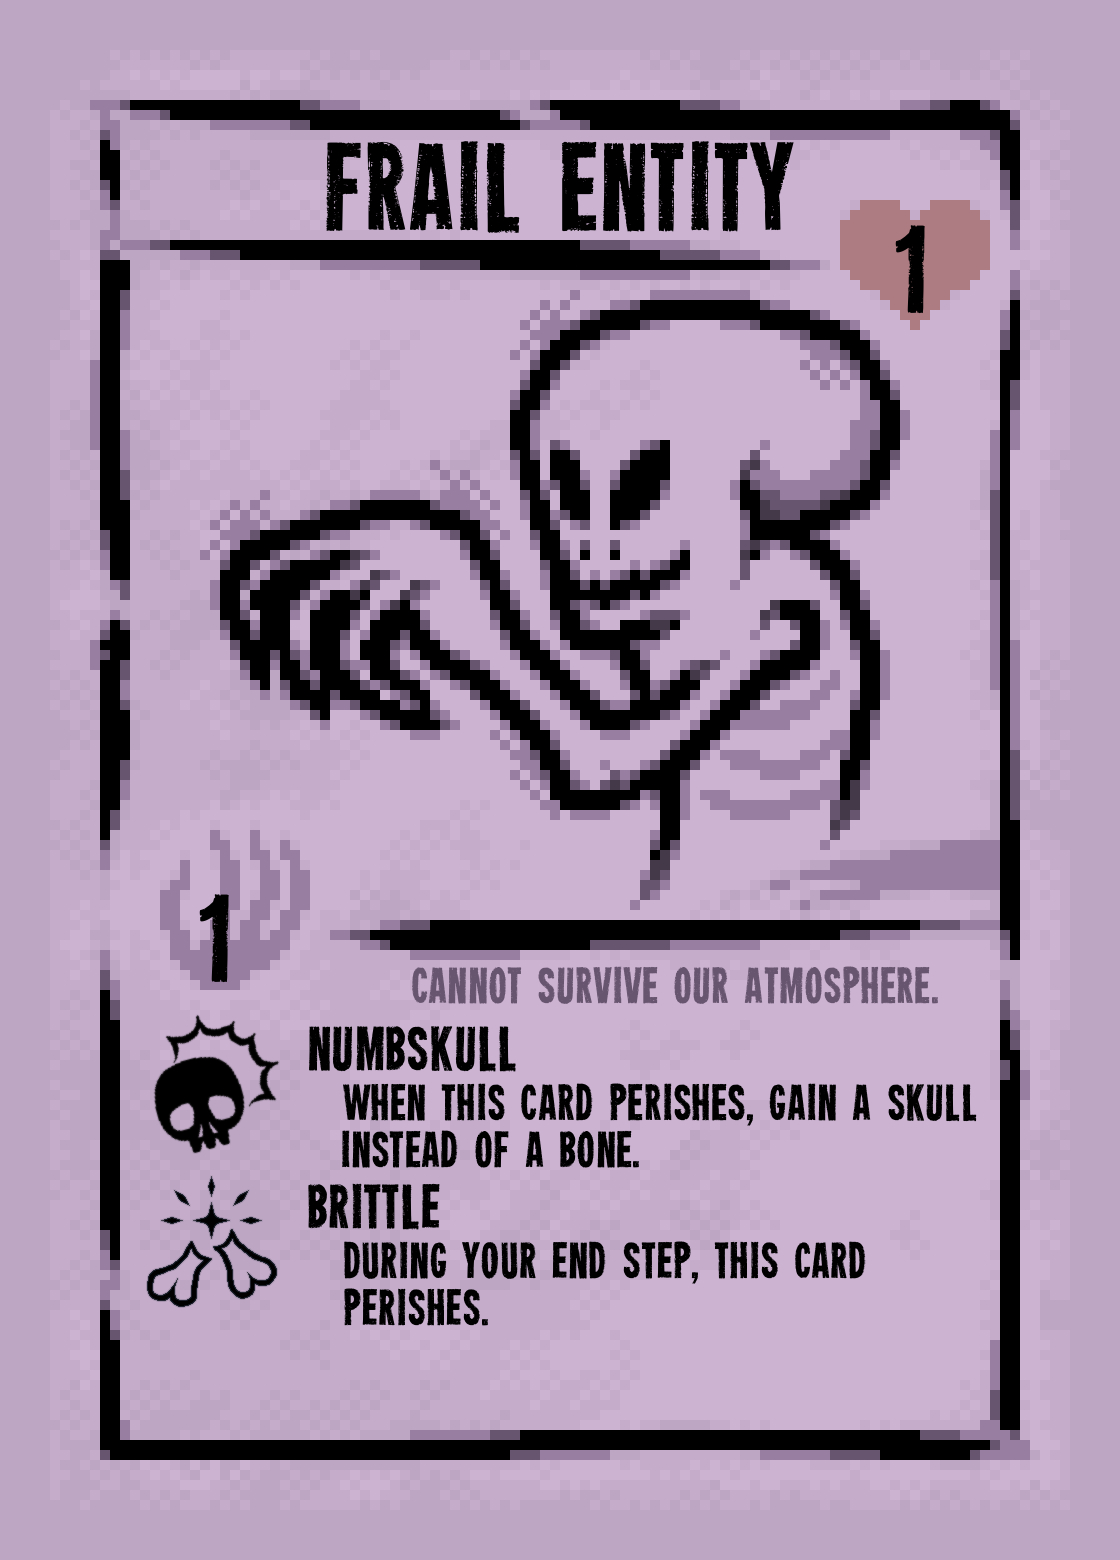 FRAIL ENTITY
1
1
CANNOT SURVIVE OUR ATMOSPHERE.
NUMBSKULL
WHEN THIS CARD PERISHES, GAIN A SKULL
INSTEAD OF A BONE.
BRITTLE
DURING YOUR END STEP, THIS CARD
PERISHES.